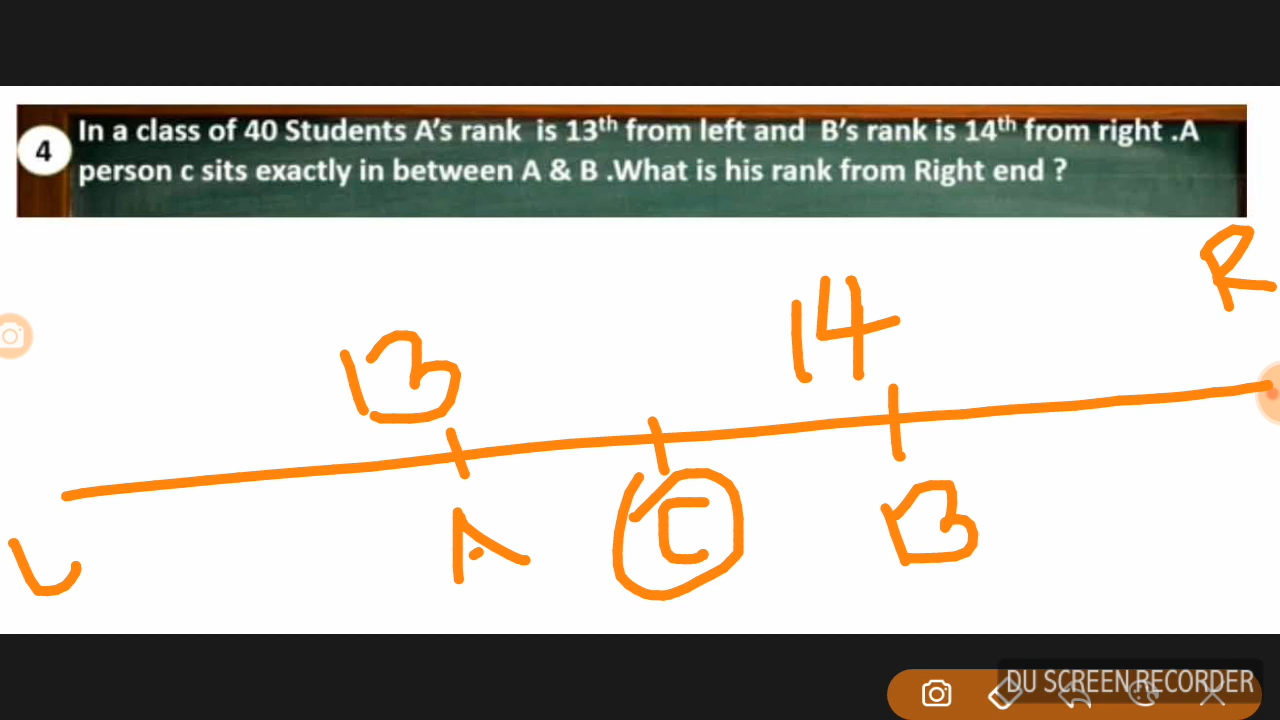 4
In a class of 40 Students A's rank is 13th from left and B's rank is 14th from right .A
person c sits exactly in between A & B .What is his rank from Right end ?
R
14
13
L
A
C
B
DU SCREEN RECORDER